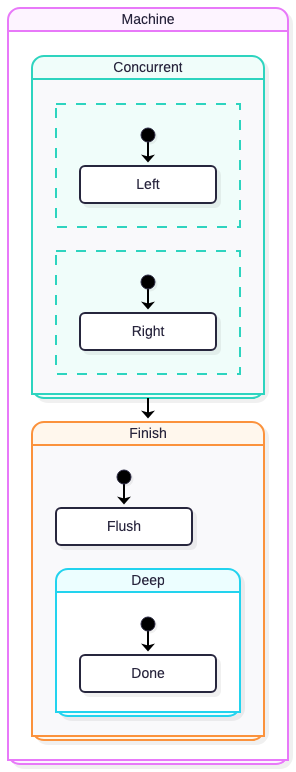 Machine
Concurrent
Left
Right
Finish
Flush
Deep
Done